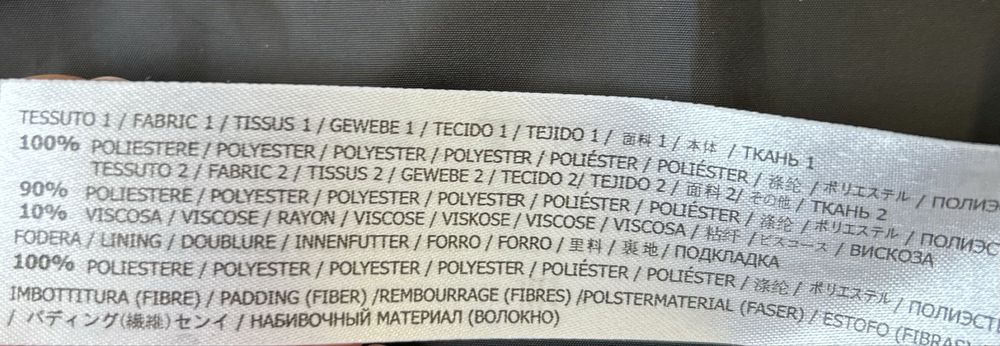 TESSUTO 1 / FABRIC 1 / TISSUS 1 / GEWEBE 1 / TECIDO 1 / TEJIDO 1 / 面料 1 / 本体 / ТКАНЬ 1
100% POLIESTERE / POLYESTER / POLYESTER / POLYESTER / POLIÉSTER / POLIÉSTER / 涤纶 / ポリエステル / ПОЛИЭ
TESSUTO 2 / FABRIC 2 / TISSUS 2 / GEWEBE 2 / TECIDO 2/ TEJIDO 2 / 面料 2/ その他 / ТКАНЬ 2
90% POLIESTERE / POLYESTER / POLYESTER / POLYESTER / POLIÉSTER / POLIÉSTER / 涤纶 / ポリエステル / ПОЛИЭС
10% VISCOSA / VISCOSE / RAYON / VISCOSE / VISKOSE / VISCOSE / VISCOSA / 粘纤 / ビスコース / ВИСКОЗА
FODERA / LINING / DOUBLURE / INNENFUTTER / FORRO / FORRO / 里料 / 裏地 / ПОДКЛАДКА
100% POLIESTERE / POLYESTER / POLYESTER / POLYESTER / POLIÉSTER / POLIÉSTER / 涤纶 / ポリエステル / ПОЛИЭСТ
IMBOTTITURA (FIBRE) / PADDING (FIBER) /REMBOURRAGE (FIBRES) /POLSTERMATERIAL (FASER) / ESTOFO (FIBRAS)
/ パディング(繊維) センイ / НАБИВОЧНЫЙ МАТЕРИАЛ (ВОЛОКНО)